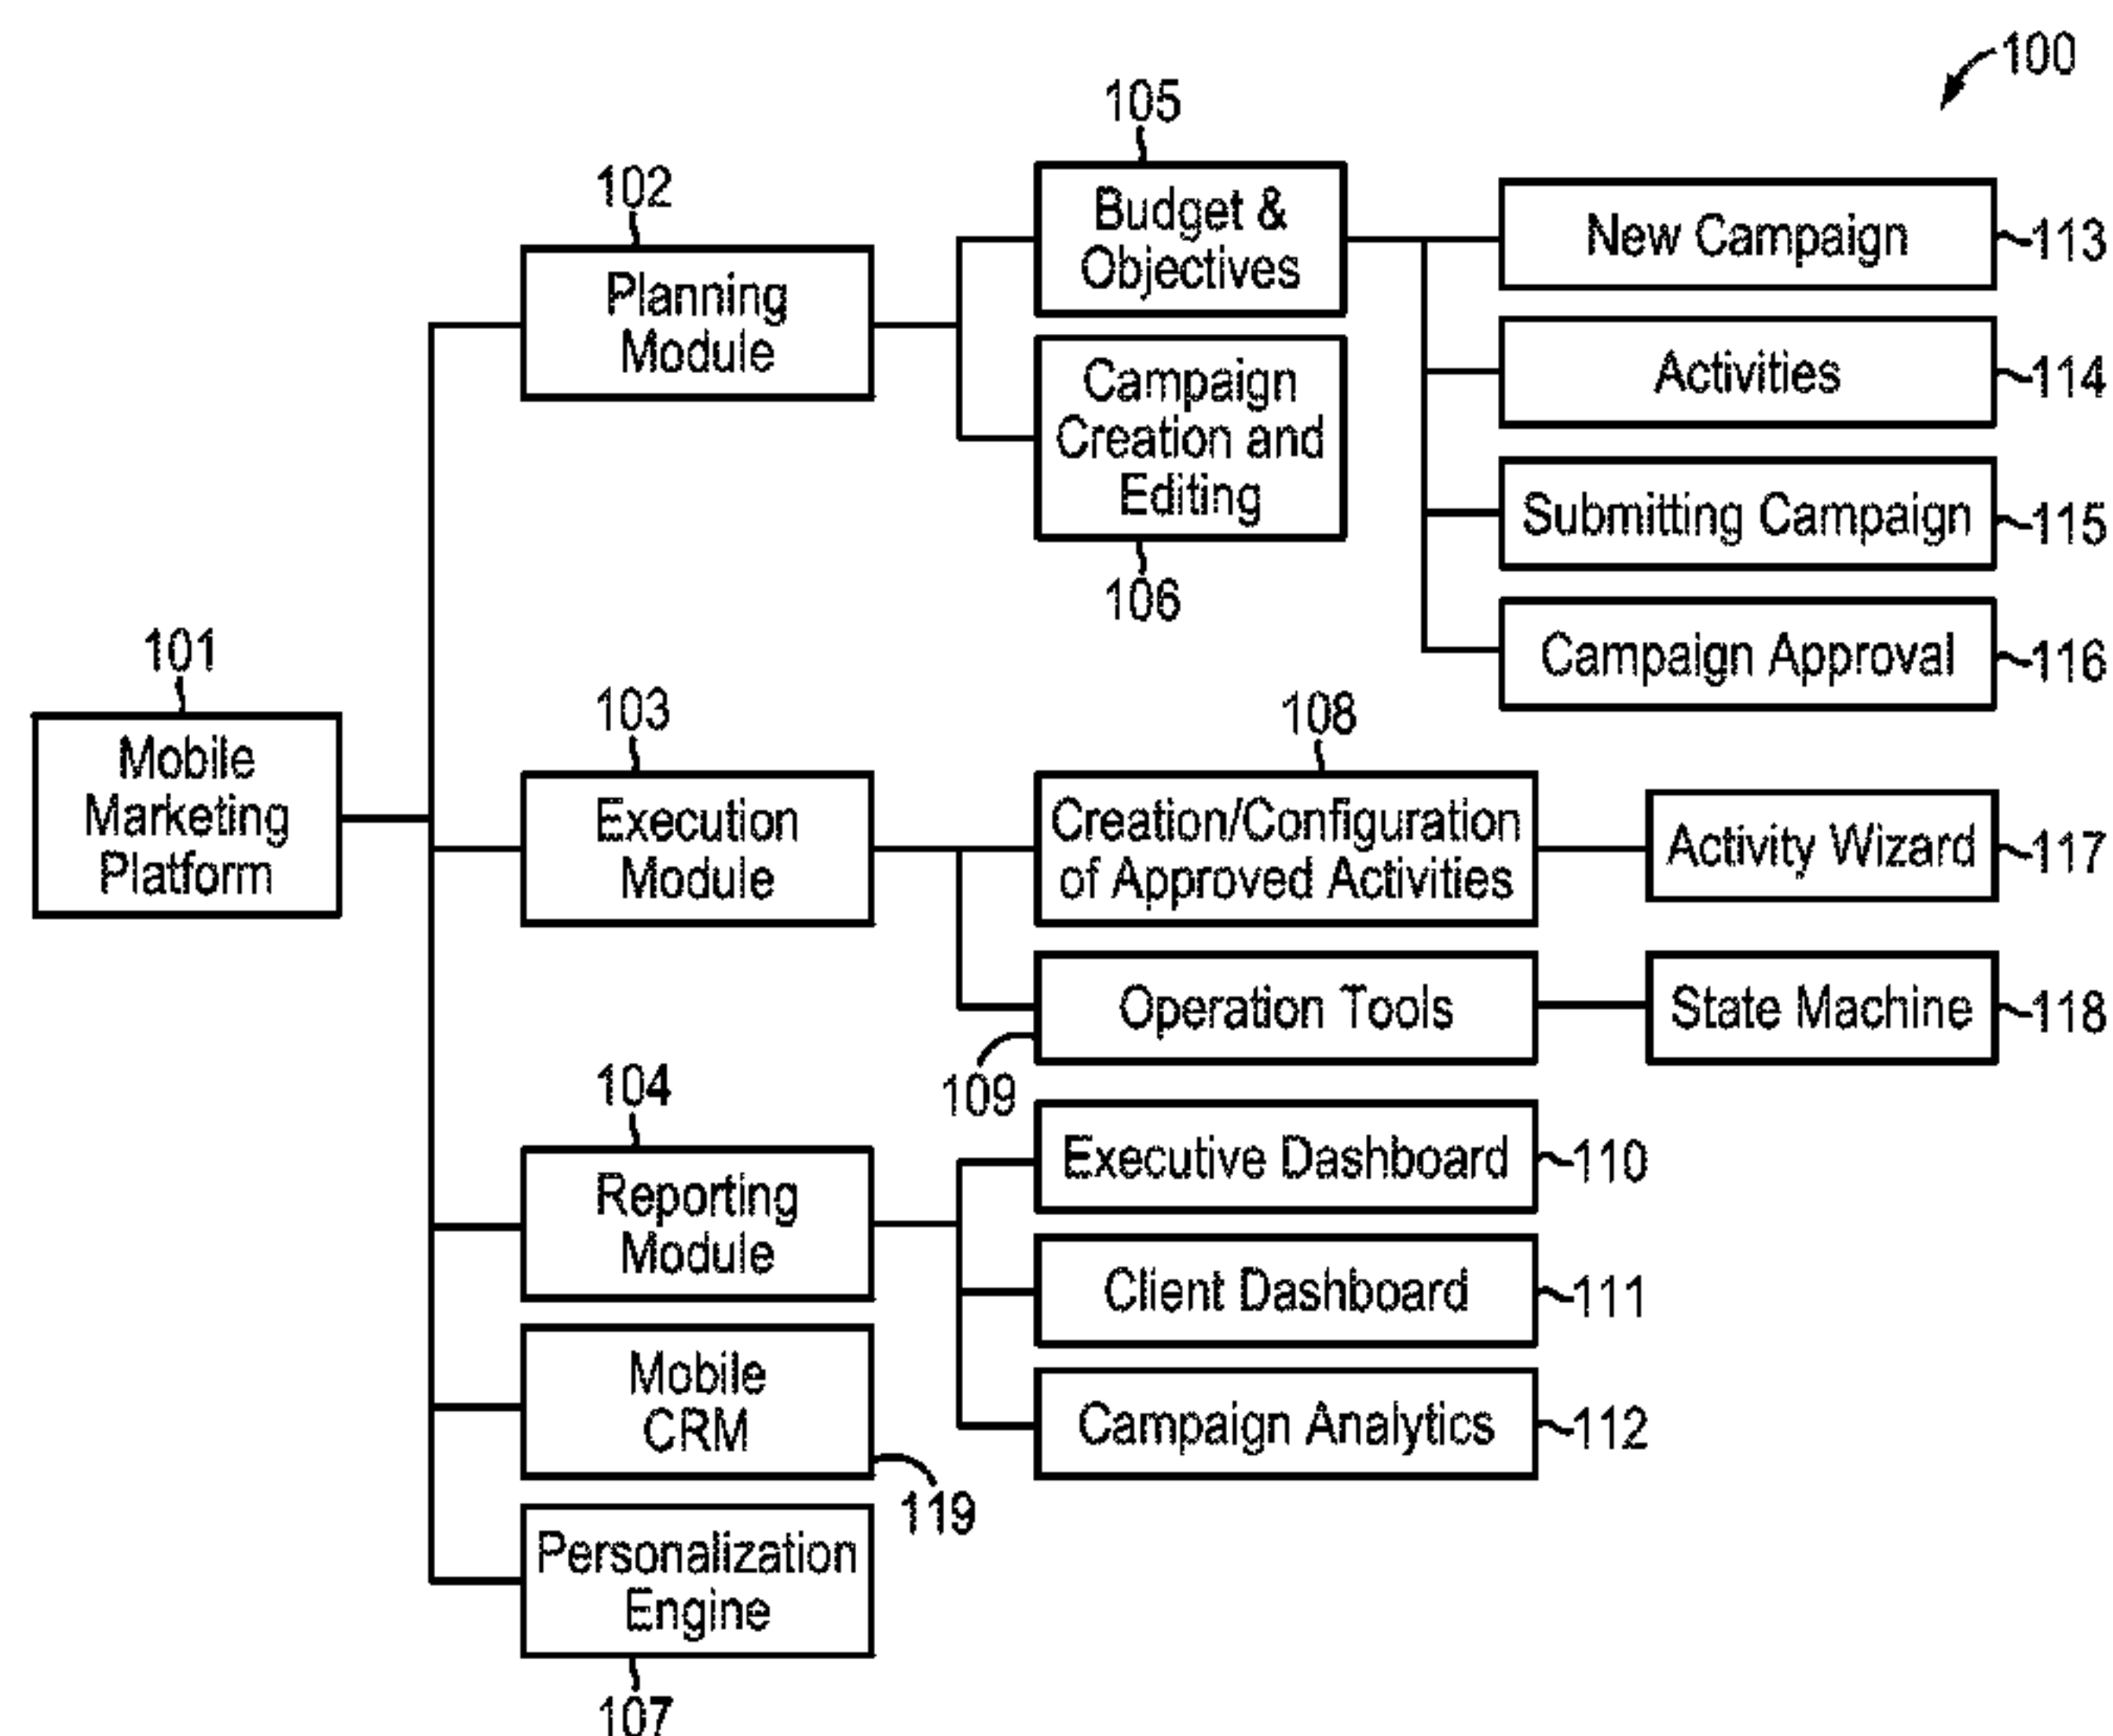 100
105
102
Budget &
Objectives
New Campaign
113
Planning
Module
Activities
114
Campaign
Creation and
Editing
Submitting Campaign
115
106
Campaign Approval
116
101
Mobile
Marketing
Platform
103
108
Execution
Module
Creation/Configuration
of Approved Activities
Activity Wizard
117
Operation Tools
State Machine
118
109
104
Executive Dashboard
110
Reporting
Module
Client Dashboard
111
Mobile
CRM
Campaign Analytics
112
119
Personalization
Engine
107